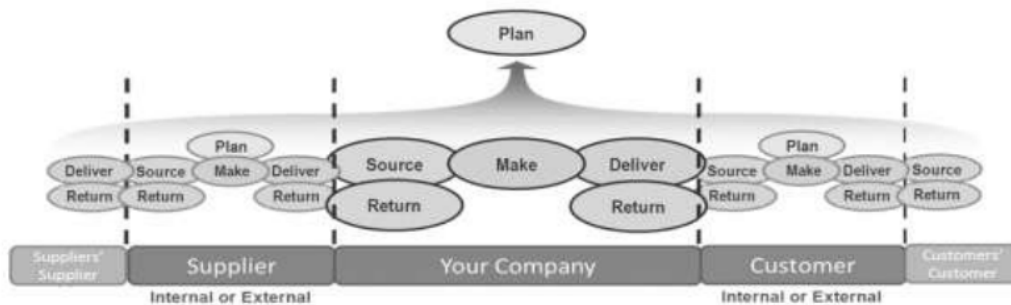 Plan
Plan Plan
Deliver Source Make Deliver Source Make Deliver Source Make Deliver Source
Return Return Return Return Return Return Return Return
Suppliers' Supplier Your Company Customer Customers'
Supplier Customer
Internal or External Internal or External